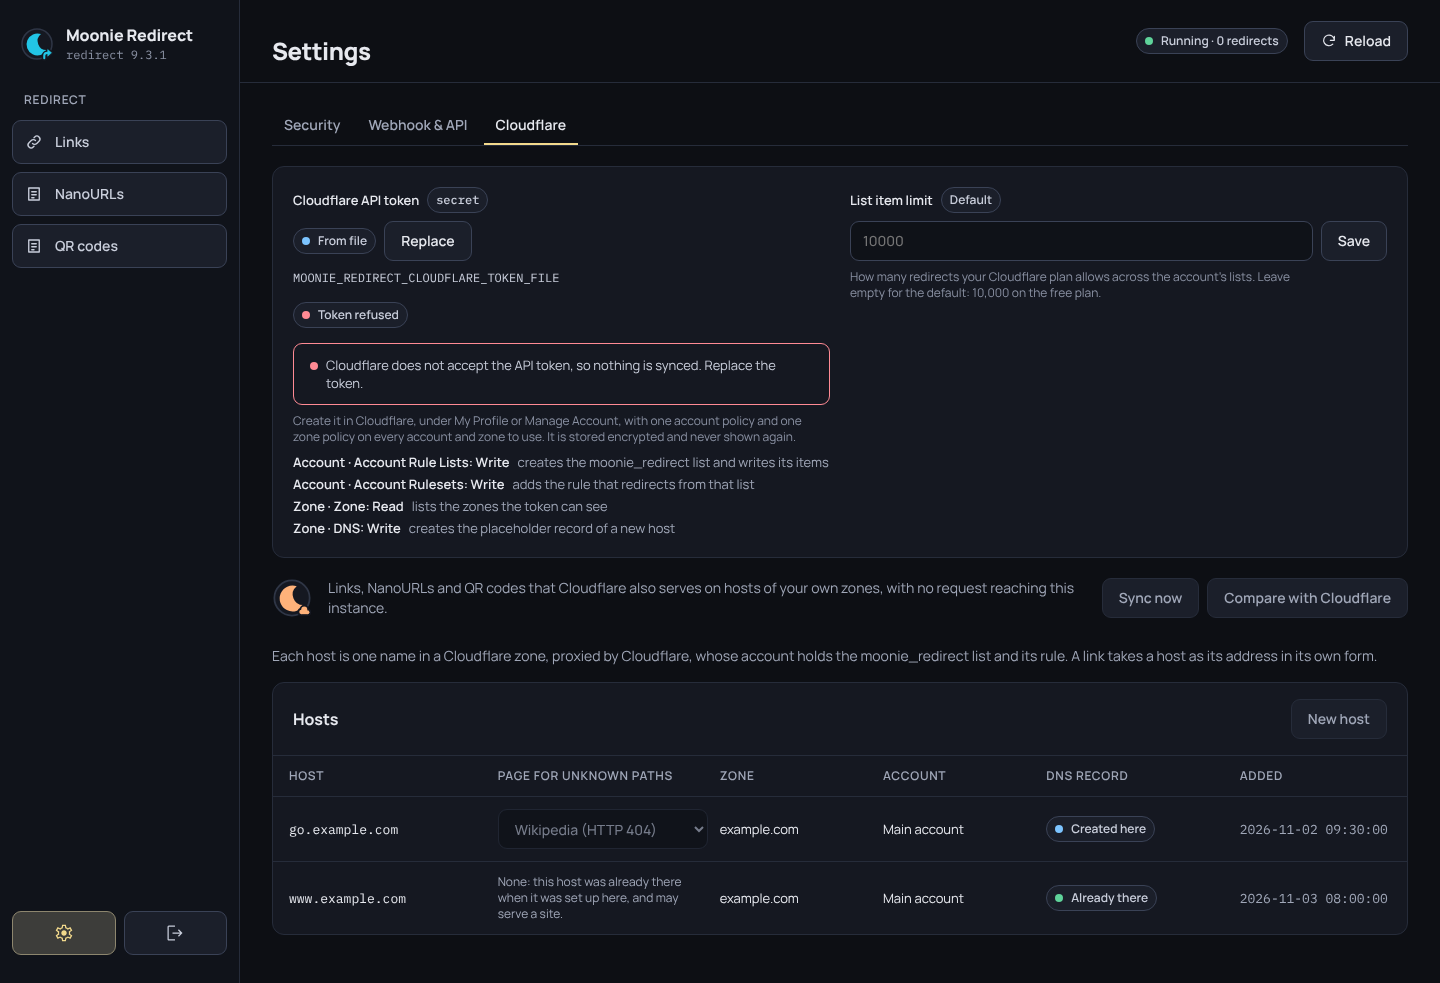 Moonie Redirect
redirect 9.3.1
REDIRECT
Links
NanoURLs
QR codes
Settings
Running · 0 redirects
Reload
Security
Webhook & API
Cloudflare
Cloudflare API token
secret
From file
Replace
MOONIE_REDIRECT_CLOUDFLARE_TOKEN_FILE
Token refused
Cloudflare does not accept the API token, so nothing is synced. Replace the
token.
Create it in Cloudflare, under My Profile or Manage Account, with one account policy and one
zone policy on every account and zone to use. It is stored encrypted and never shown again.
Account · Account Rule Lists: Write creates the moonie_redirect list and writes its items
Account · Account Rulesets: Write adds the rule that redirects from that list
Zone · Zone: Read lists the zones the token can see
Zone · DNS: Write creates the placeholder record of a new host
List item limit
Default
10000
Save
How many redirects your Cloudflare plan allows across the account's lists. Leave
empty for the default: 10,000 on the free plan.
Links, NanoURLs and QR codes that Cloudflare also serves on hosts of your own zones, with no request reaching this
instance.
Sync now
Compare with Cloudflare
Each host is one name in a Cloudflare zone, proxied by Cloudflare, whose account holds the moonie_redirect list and its rule. A link takes a host as its address in its own form.
Hosts
New host
HOST
PAGE FOR UNKNOWN PATHS
ZONE
ACCOUNT
DNS RECORD
ADDED
go.example.com
Wikipedia (HTTP 404)
example.com
Main account
Created here
2026-11-02 09:30:00
www.example.com
None: this host was already there
when it was set up here, and may
serve a site.
example.com
Main account
Already there
2026-11-03 08:00:00